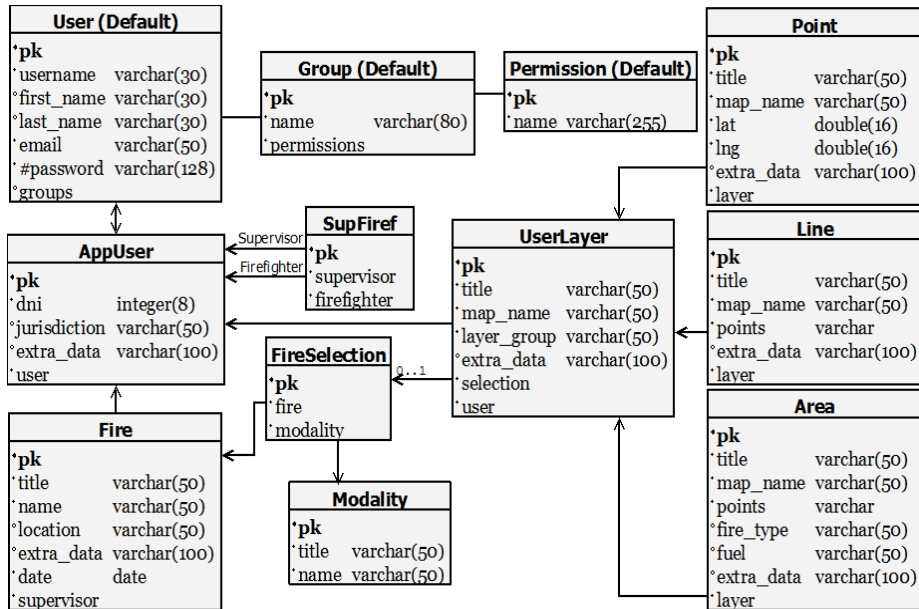 User (Default)
pk
username varchar(30)
first_name varchar(30)
last_name varchar(30)
email varchar(50)
#password varchar(128)
groups
Group (Default)
pk
name varchar(80)
permissions
Permission (Default)
pk
name varchar(255)
Point
pk
title varchar(50)
map_name varchar(50)
lat double(16)
lng double(16)
extra_data varchar(100)
layer
AppUser
pk
dni integer(8)
jurisdiction varchar(50)
extra_data varchar(100)
user
Supervisor
Firefighter
SupFiref
pk
supervisor
firefighter
UserLayer
pk
title varchar(50)
map_name varchar(50)
layer_group varchar(50)
extra_data varchar(100)
selection
user
Line
pk
title varchar(50)
map_name varchar(50)
points varchar
extra_data varchar(100)
layer
FireSelection
pk
fire
modality
0..1
Fire
pk
title varchar(50)
name varchar(50)
location varchar(50)
extra_data varchar(100)
date date
supervisor
Modality
pk
title varchar(50)
name varchar(50)
Area
pk
title varchar(50)
map_name varchar(50)
points varchar
fire_type varchar(50)
fuel varchar(50)
extra_data varchar(100)
layer